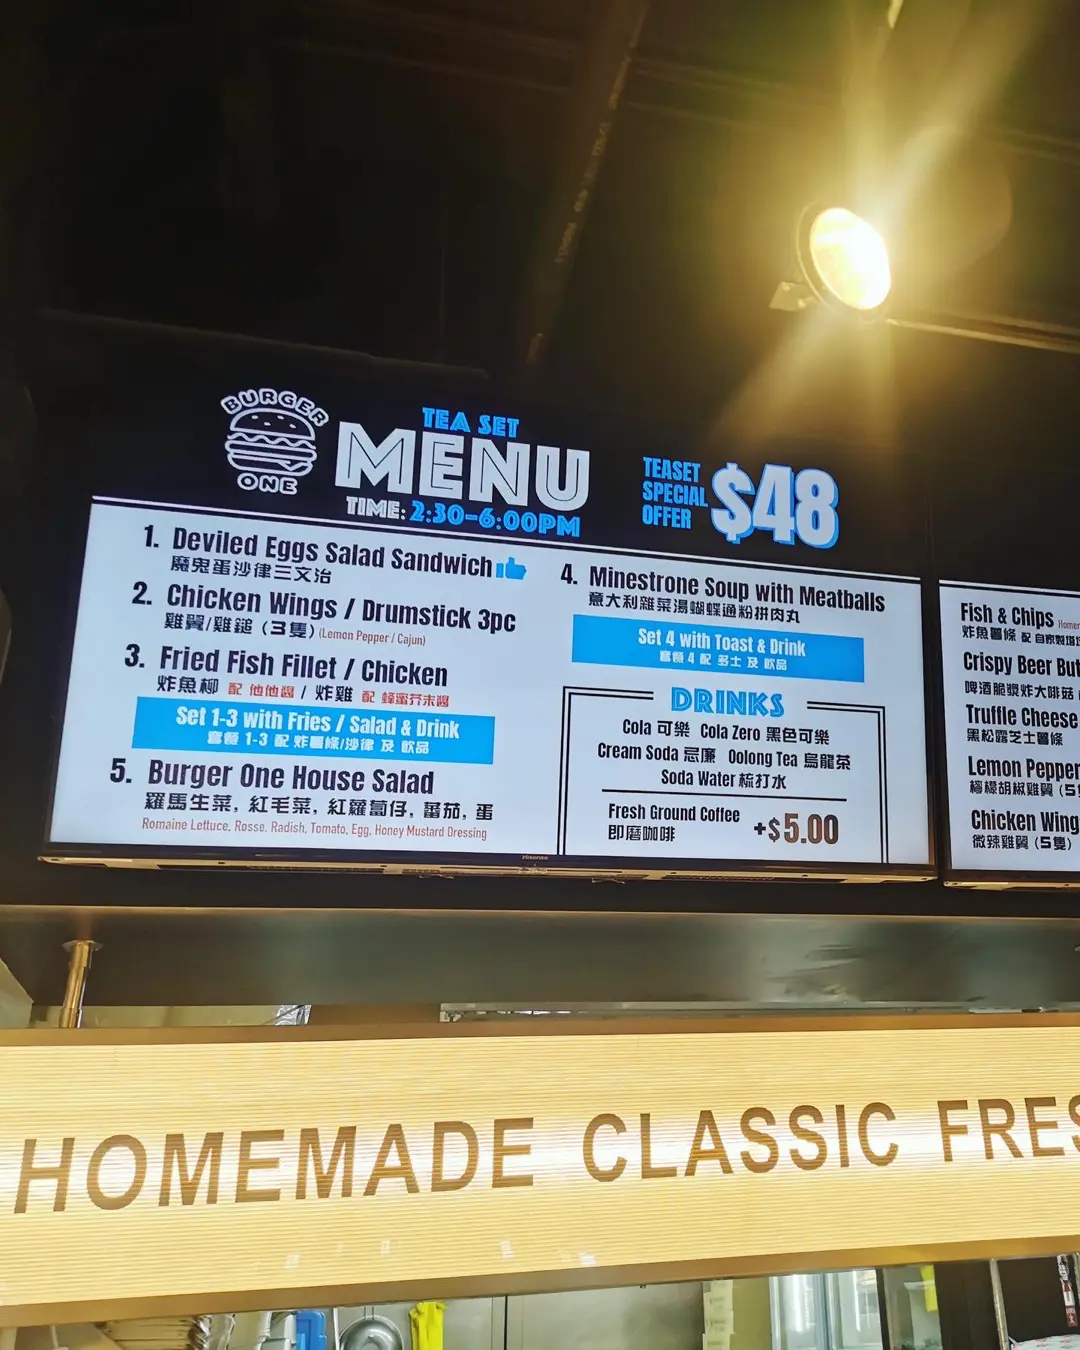 BURGER
ONE
TEA SET
MENU
TIME: 2:30-6:00PM
TEASET
SPECIAL
OFFER
$48
1. Deviled Eggs Salad Sandwich
魔鬼蛋沙律三文治
2. Chicken Wings / Drumstick 3pc
雞翼/雞鎚 (3隻) (Lemon Pepper / Cajun)
3. Fried Fish Fillet / Chicken
炸魚柳 配 他他醬 / 炸雞 配 蜂蜜芥末醬
Set 1-3 with Fries / Salad & Drink
套餐 1-3 配 炸薯條/沙律 及 飲品
5. Burger One House Salad
羅馬生菜, 紅毛菜, 紅蘿蔔仔, 蕃茄, 蛋
Romaine Lettuce, Rosse, Radish, Tomato, Egg, Honey Mustard Dressing
4. Minestrone Soup with Meatballs
意大利雜菜湯蝴蝶通粉拼肉丸
Set 4 with Toast & Drink
套餐 4 配 多士 及 飲品
DRINKS
Cola 可樂 Cola Zero 黑色可樂
Cream Soda 忌廉 Oolong Tea 烏龍茶
Soda Water 梳打水
Fresh Ground Coffee
即磨咖啡
+$5.00
Hisense
Fish & Chips
炸魚薯條 配
Crispy Beer
啤酒脆漿炸大啡菇
Truffle Cheese
黑松露芝士薯條
Lemon Pepper
檸檬胡椒雞翼
Chicken Wing
微辣雞翼 (5隻)
HOMEMADE CLASSIC FRES